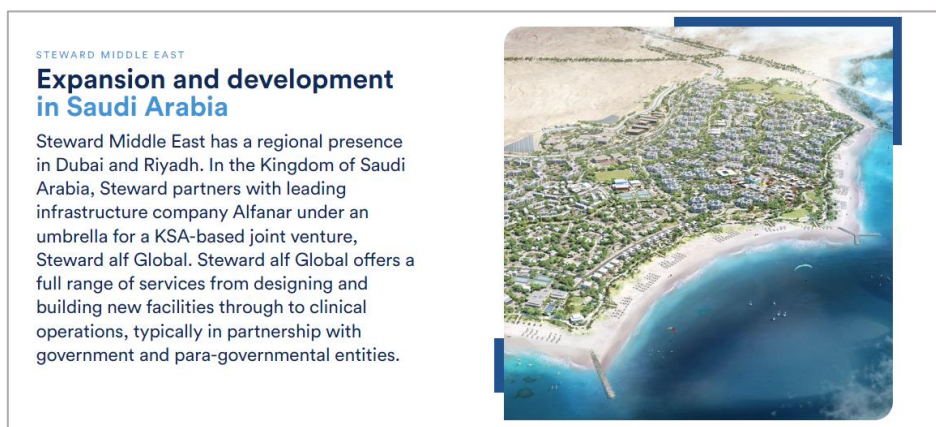 STEWARD MIDDLE EAST
Expansion and development
in Saudi Arabia
Steward Middle East has a regional presence
in Dubai and Riyadh. In the Kingdom of Saudi
Arabia, Steward partners with leading
infrastructure company Alfanar under an
umbrella for a KSA-based joint venture,
Steward alf Global. Steward alf Global offers a
full range of services from designing and
building new facilities through to clinical
operations, typically in partnership with
government and para-governmental entities.